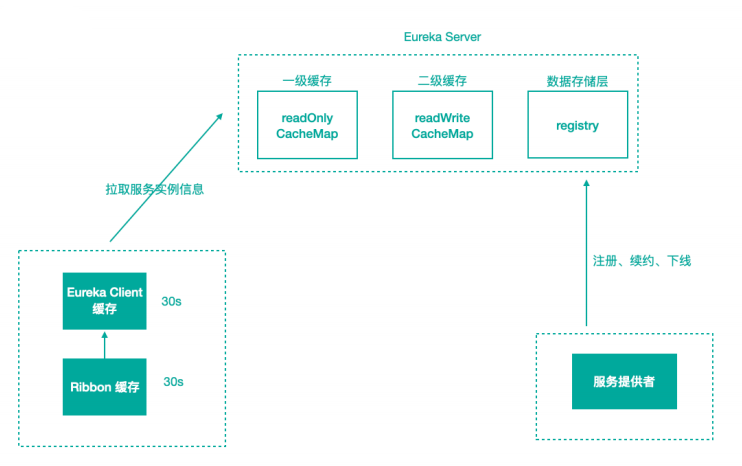 Eureka Server
一级缓存
二级缓存
数据存储层
readOnly
CacheMap
readWrite
CacheMap
registry
拉取服务实例信息
注册、续约、下线
Eureka Client
缓存
30s
Ribbon 缓存
30s
服务提供者